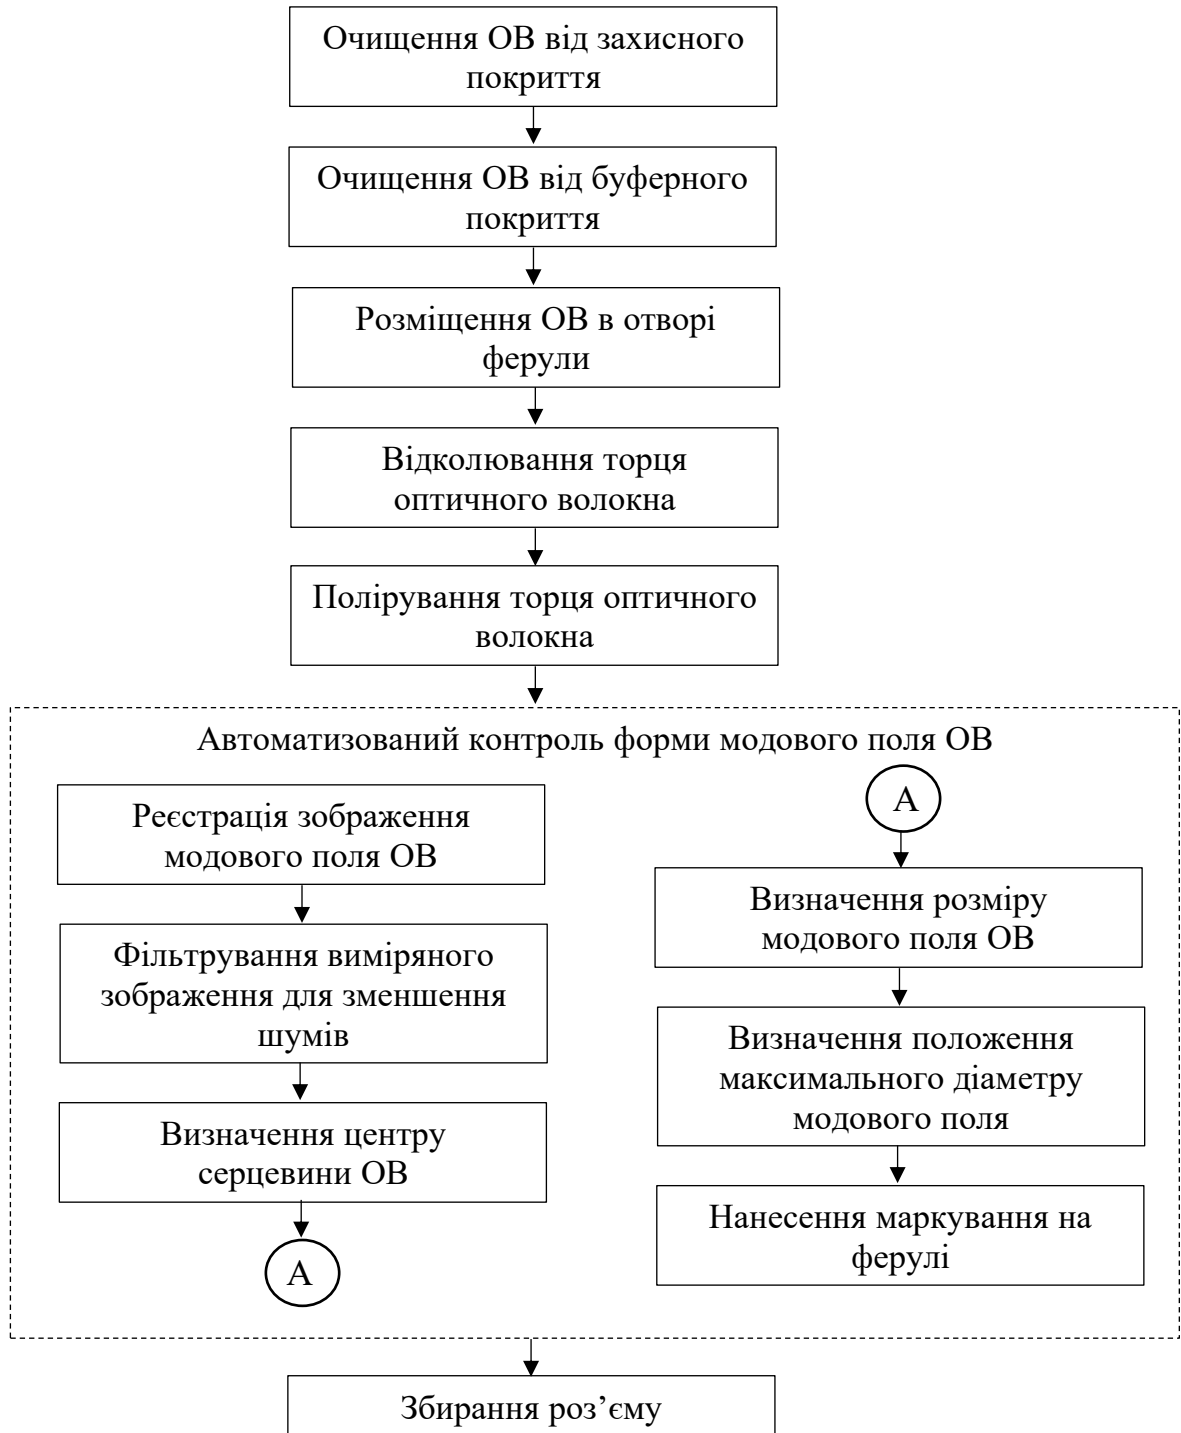 Очищення ОВ від захисного
покриття
Очищення ОВ від буферного
покриття
Розміщення ОВ в отворі
ферули
Відколювання торця
оптичного волокна
Полірування торця оптичного
волокна
Автоматизований контроль форми модового поля ОВ
Реєстрація зображення
модового поля ОВ
Фільтрування виміряного
зображення для зменшення
шумів
Визначення центру
серцевини ОВ
А
А
Визначення розміру
модового поля ОВ
Визначення положення
максимального діаметру
модового поля
Нанесення маркування на
ферулі
Збирання роз’єму